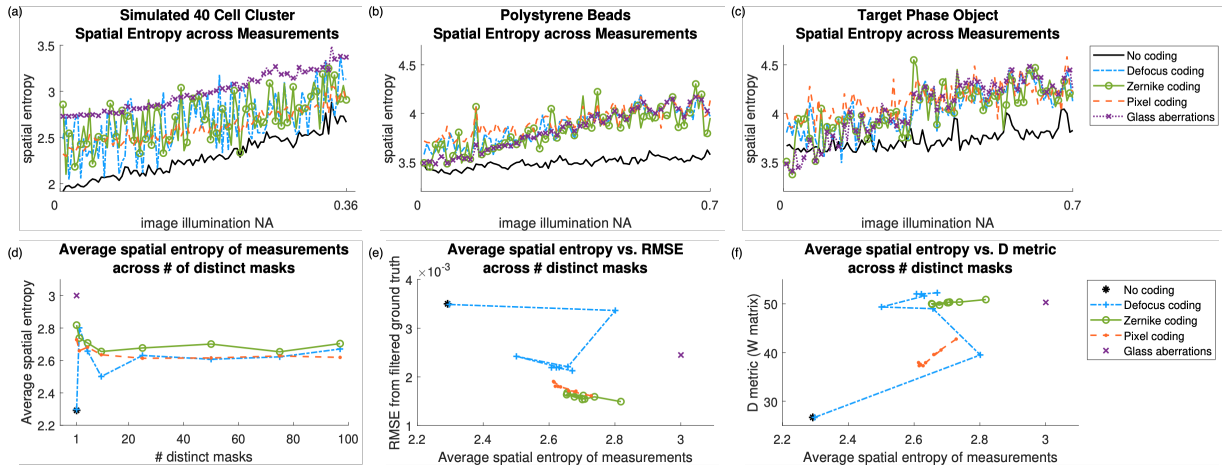 (a)
Simulated 40 Cell Cluster
Spatial Entropy across Measurements
spatial entropy
3.5
3
2.5
2
0
0.36
image illumination NA
(b)
Polystyrene Beads
Spatial Entropy across Measurements
spatial entropy
4.5
4
3.5
0
0.7
image illumination NA
(c)
Target Phase Object
Spatial Entropy across Measurements
spatial entropy
4.5
4
3.5
0
0.7
image illumination NA
No coding
Defocus coding
Zernike coding
Pixel coding
Glass aberrations
(d)
Average spatial entropy of measurements
across # of distinct masks
Average spatial entropy
3
2.8
2.6
2.4
2.2
1
20
40
60
80
100
# distinct masks
(e)
Average spatial entropy vs. RMSE
across # distinct masks
RMSE from filtered ground truth
×10⁻³
4
3
2
1
2.2
2.4
2.6
2.8
3
Average spatial entropy of measurements
(f)
Average spatial entropy vs. D metric
across # distinct masks
D metric (W matrix)
50
40
30
2.2
2.4
2.6
2.8
3
Average spatial entropy of measurements
No coding
Defocus coding
Zernike coding
Pixel coding
Glass aberrations